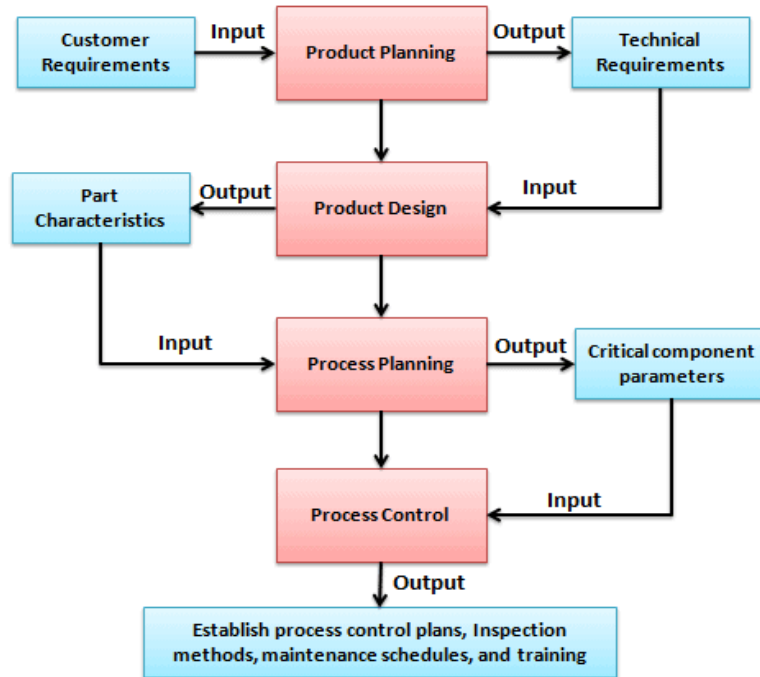 Customer
Requirements
Input
Product Planning
Output
Technical
Requirements
Part
Characteristics
Output
Product Design
Input
Input
Process Planning
Output
Critical component
parameters
Process Control
Input
Output
Establish process control plans, Inspection
methods, maintenance schedules, and training